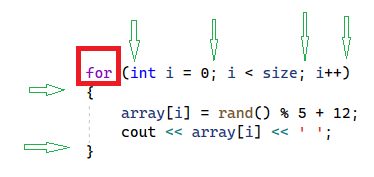 for (int i = 0; i < size; i++)
{
array[i] = rand() % 5 + 12;
cout << array[i] << ' ';
}